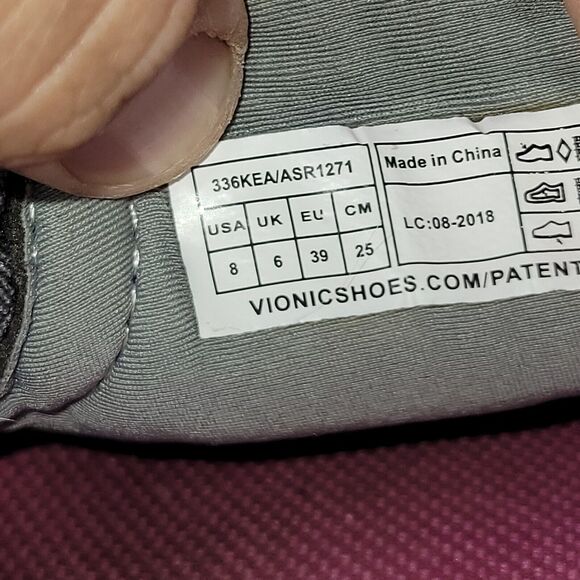 336KEA/ASR1271
USA UK EU CM
8 6 39 25
Made in China
LC:08-2018
VIONICSHOES.COM/PATENT